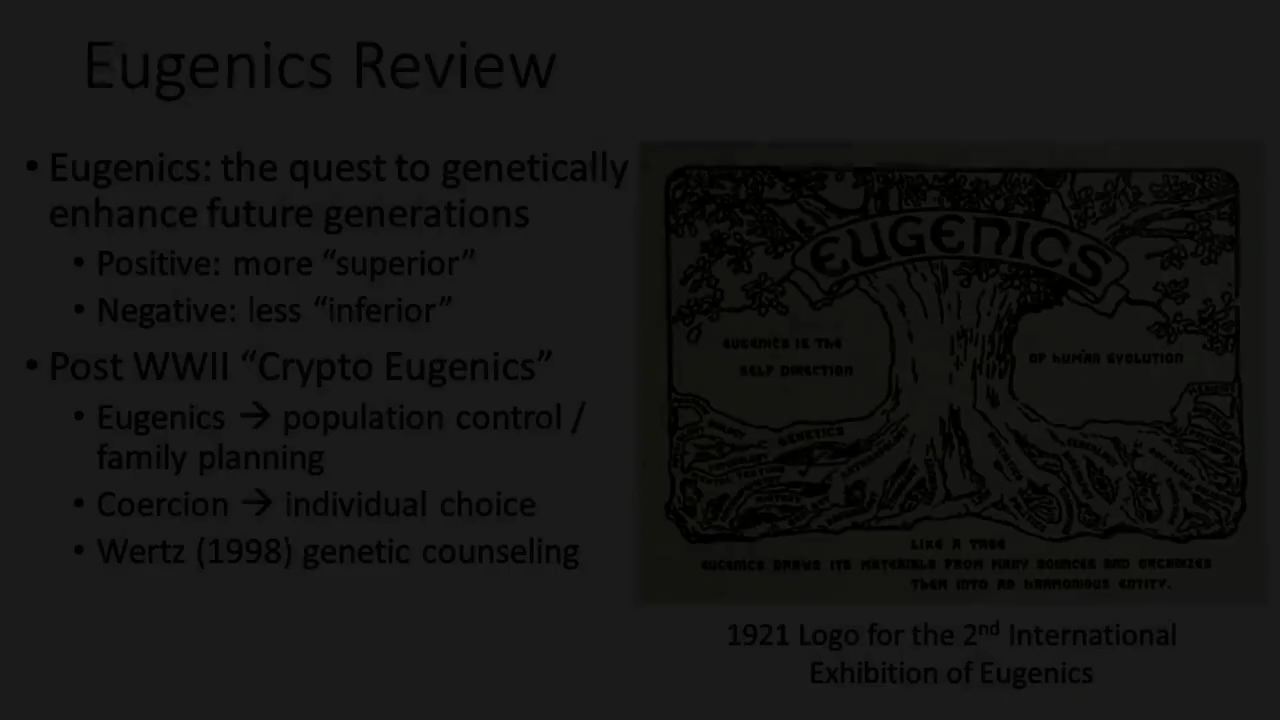 Eugenics Review
• Eugenics: the quest to genetically
enhance future generations
• Positive: more “superior”
• Negative: less “inferior”
• Post WWII “Crypto Eugenics”
• Eugenics → population control /
family planning
• Coercion → individual choice
• Wertz (1998) genetic counseling
EUGENICS
EUGENICS IS THE
SELF DIRECTION
OF HUMAN EVOLUTION
GENETICS
LIKE A TREE
EUGENICS DRAWS ITS MATERIALS FROM MANY SOURCES AND ORGANIZES
THEM INTO AN HARMONIOUS ENTITY.
1921 Logo for the 2nd International
Exhibition of Eugenics